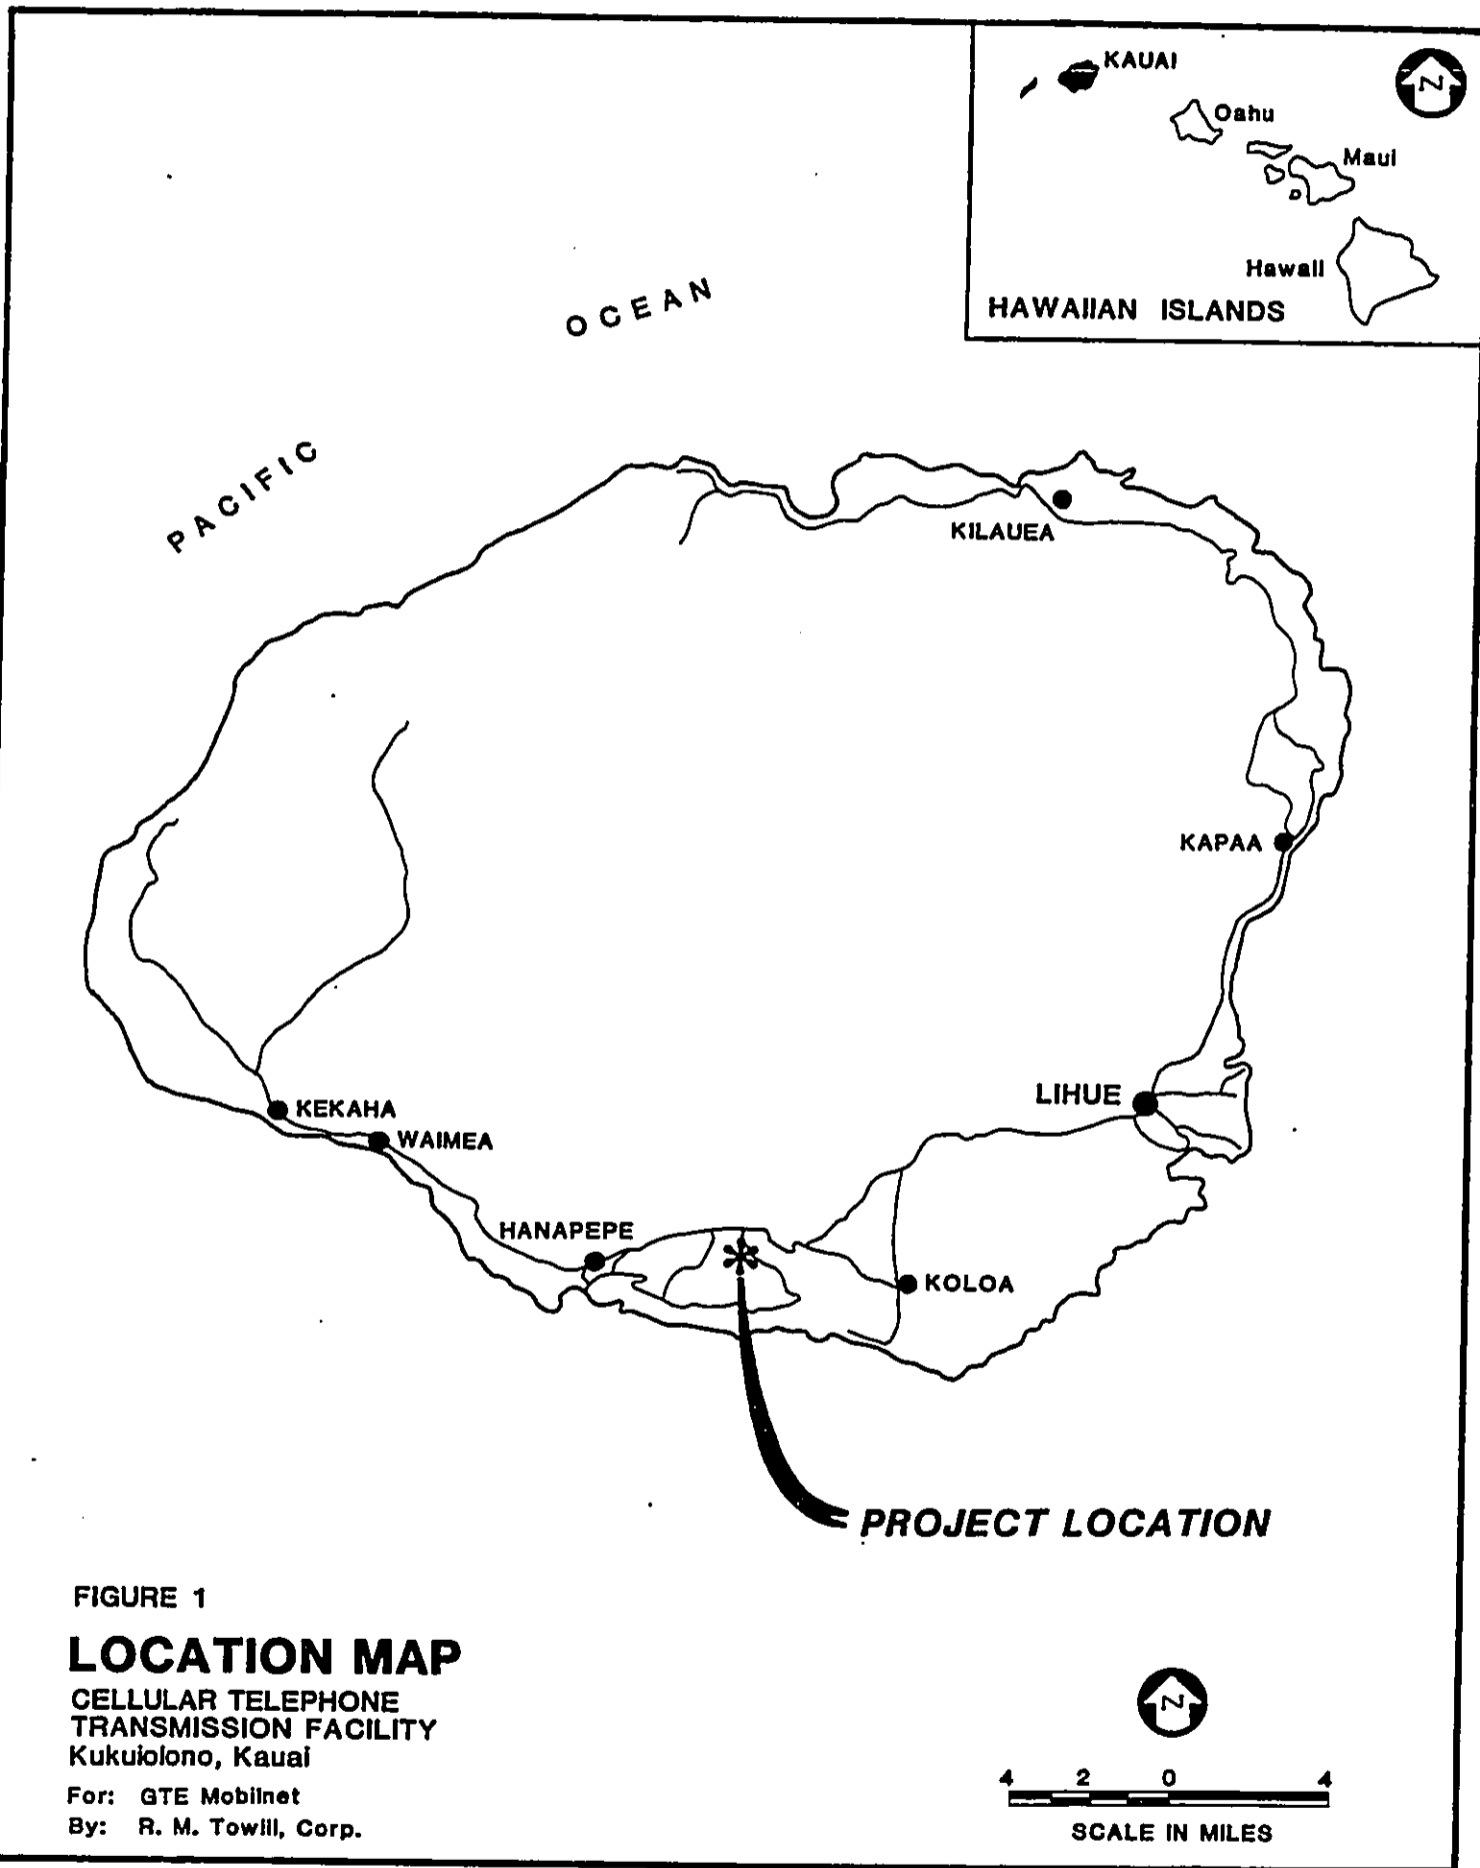 KAUAI
Oahu
Maui
Hawaii
HAWAIIAN ISLANDS
N
PACIFIC OCEAN
KILAUEA
KAPAA
LIHUE
KEKAHA
WAIMEA
HANAPEPE
KOLOA
PROJECT LOCATION
FIGURE 1
LOCATION MAP
CELLULAR TELEPHONE
TRANSMISSION FACILITY
Kukuiolono, Kauai
For: GTE Mobilnet
By: R. M. Towill, Corp.
N
4 2 0 4
SCALE IN MILES